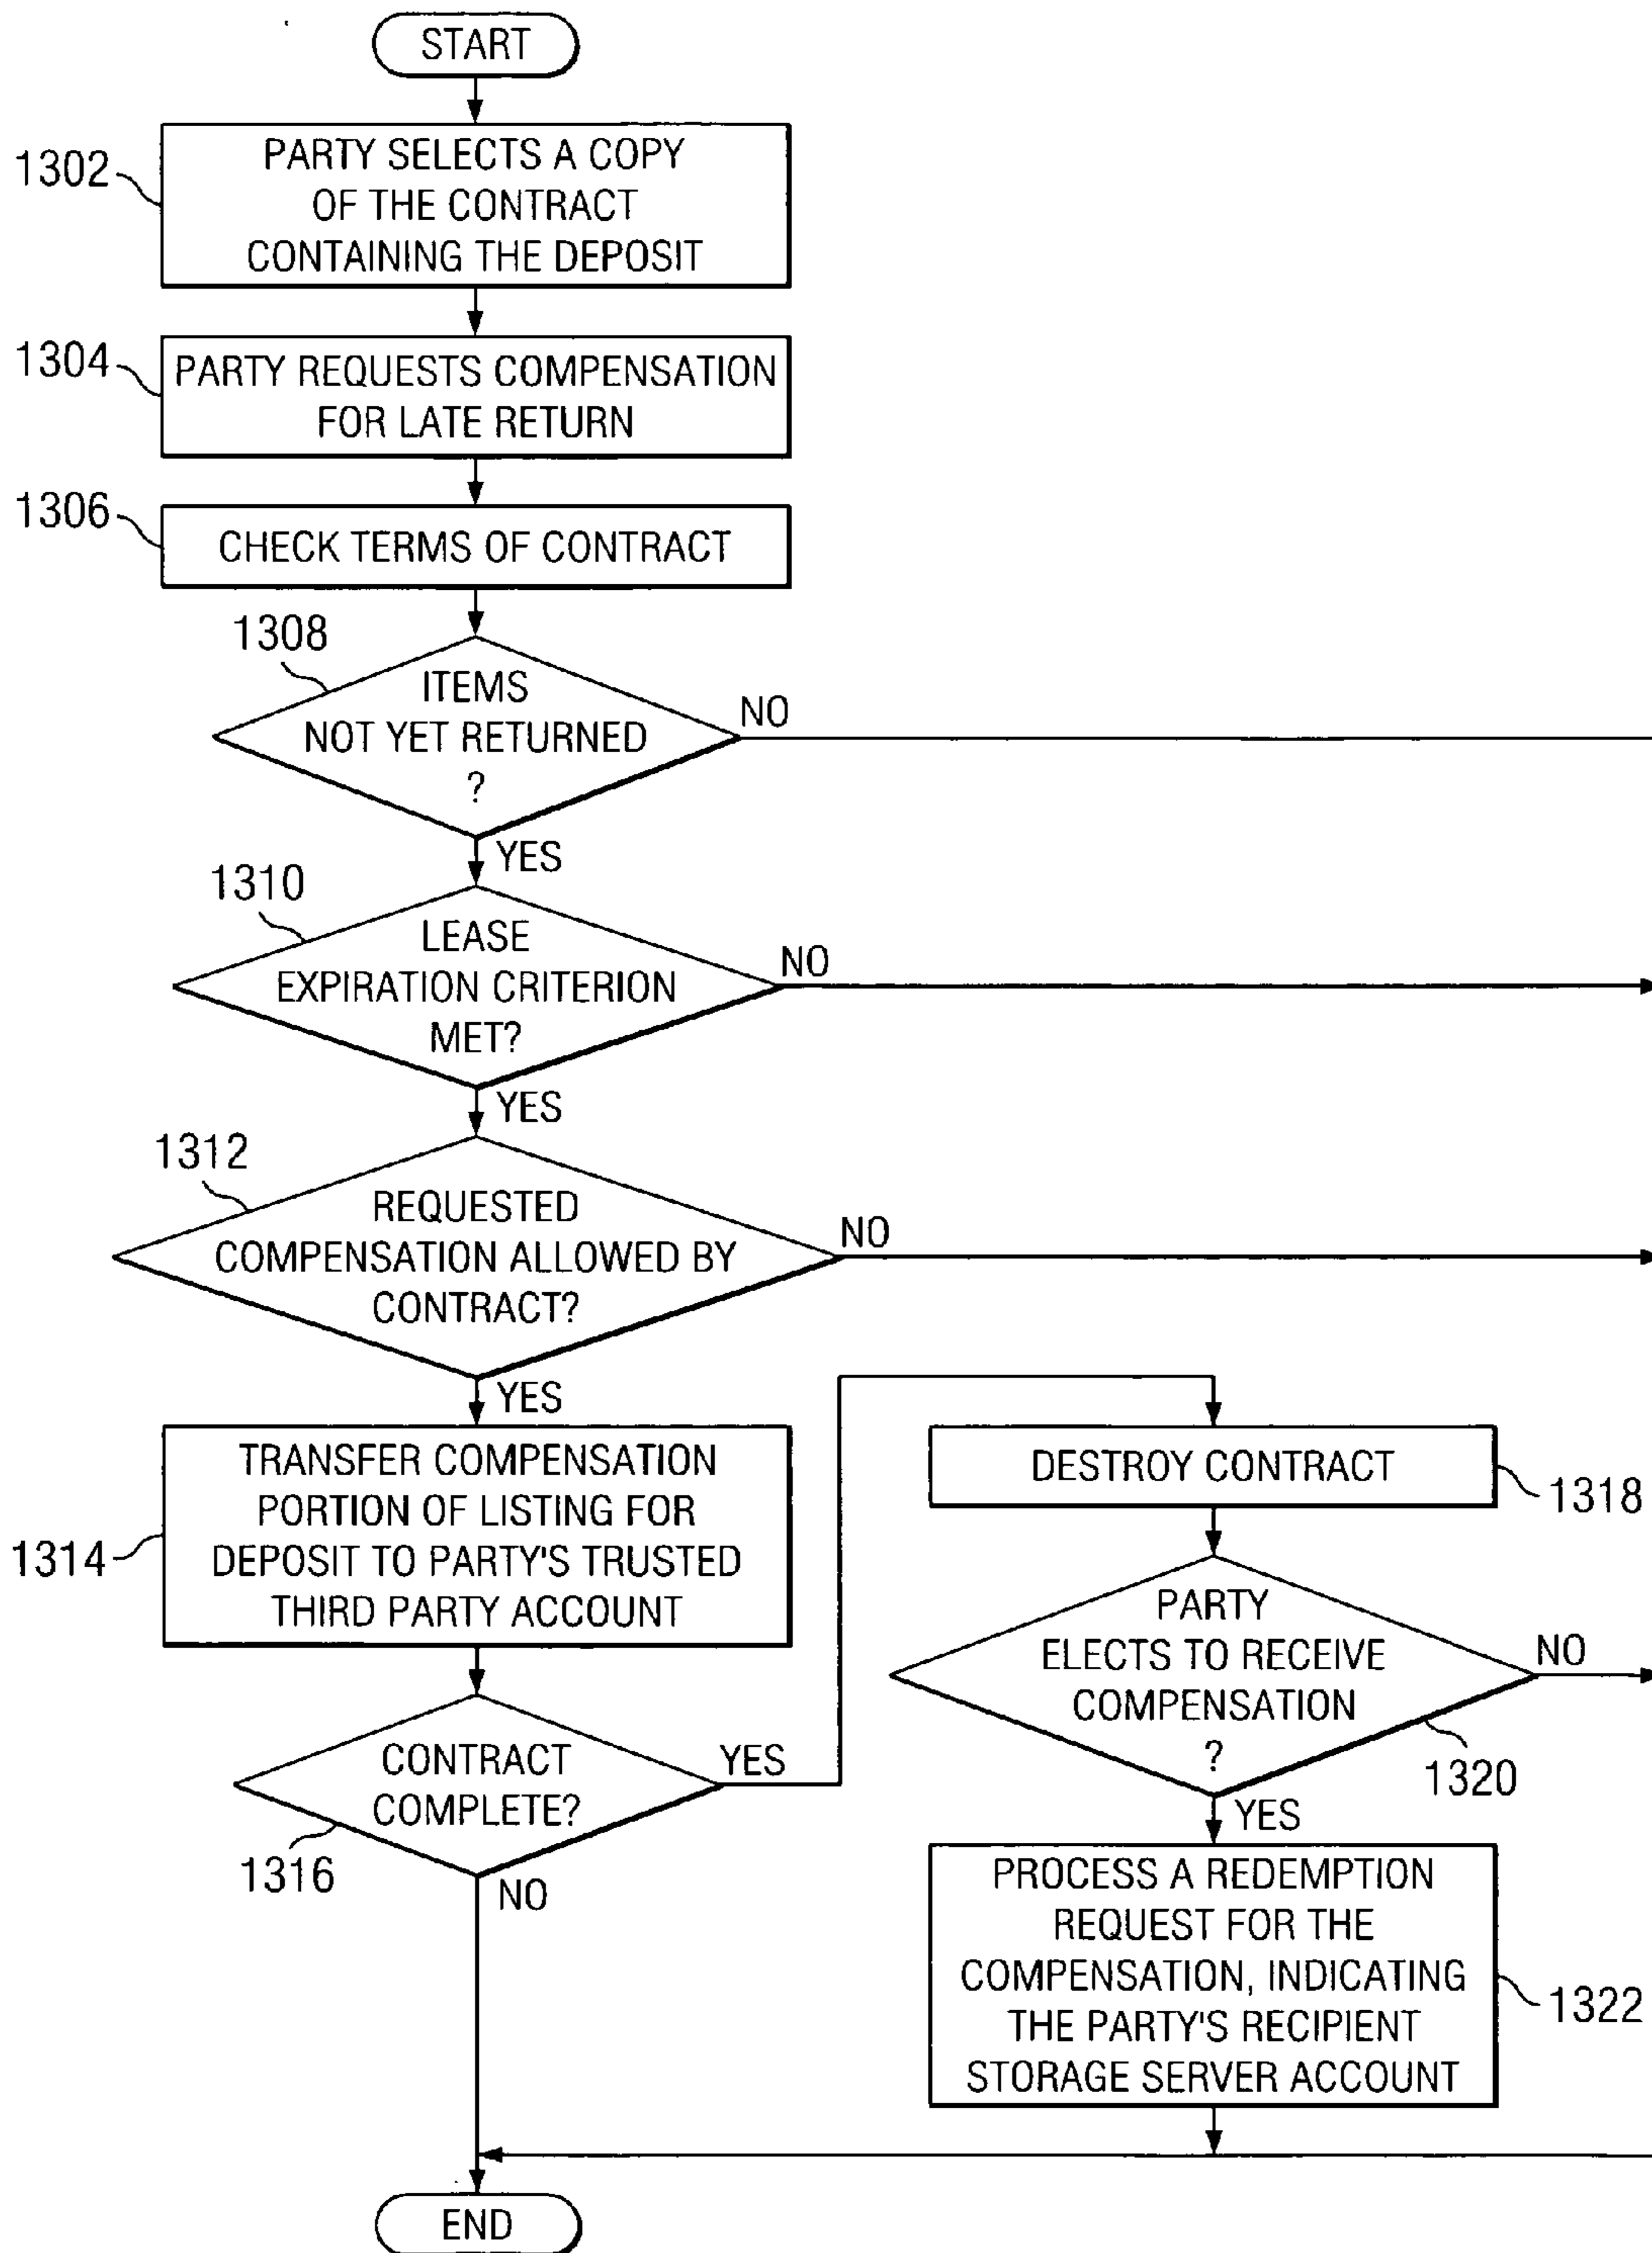 START
1302
PARTY SELECTS A COPY
OF THE CONTRACT
CONTAINING THE DEPOSIT
1304
PARTY REQUESTS COMPENSATION
FOR LATE RETURN
1306
CHECK TERMS OF CONTRACT
1308
ITEMS
NOT YET RETURNED
?
NO
YES
1310
LEASE
EXPIRATION CRITERION
MET?
NO
YES
1312
REQUESTED
COMPENSATION ALLOWED BY
CONTRACT?
NO
YES
1314
TRANSFER COMPENSATION
PORTION OF LISTING FOR
DEPOSIT TO PARTY'S TRUSTED
THIRD PARTY ACCOUNT
CONTRACT
COMPLETE?
YES
1316
NO
DESTROY CONTRACT
1318
PARTY
ELECTS TO RECEIVE
COMPENSATION
?
NO
1320
YES
PROCESS A REDEMPTION
REQUEST FOR THE
COMPENSATION, INDICATING
THE PARTY'S RECIPIENT
STORAGE SERVER ACCOUNT
1322
END